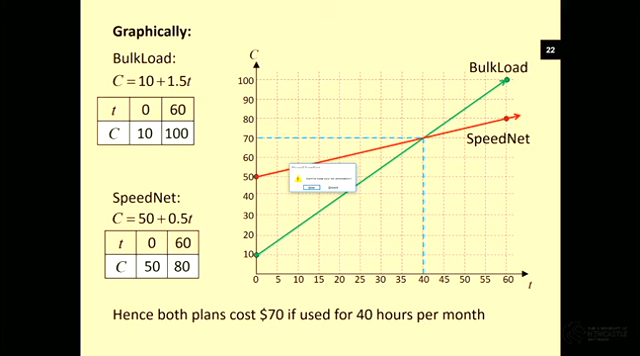 Graphically:
BulkLoad:
C = 10 + 1.5t
t 0 60
C 10 100
SpeedNet:
C = 50 + 0.5t
t 0 60
C 50 80
C
100
90
80
70
60
50
40
30
20
10
0 5 10 15 20 25 30 35 40 45 50 55 60
t
BulkLoad
SpeedNet
22
Hence both plans cost $70 if used for 40 hours per month